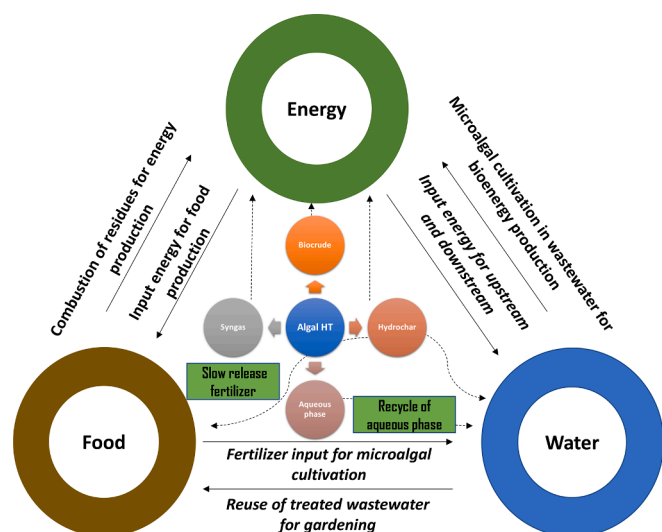 Energy
Combustion of residues for energy
production
Input energy for food
production
Microalgal cultivation in wastewater for
bioenergy production
Input energy for upstream
and downstream
Biocrude
Syngas
Algal HT
Hydrochar
Slow release
fertilizer
Aqueous
phase
Recycle of
aqueous phase
Food
Water
Fertilizer input for microalgal
cultivation
Reuse of treated wastewater
for gardening